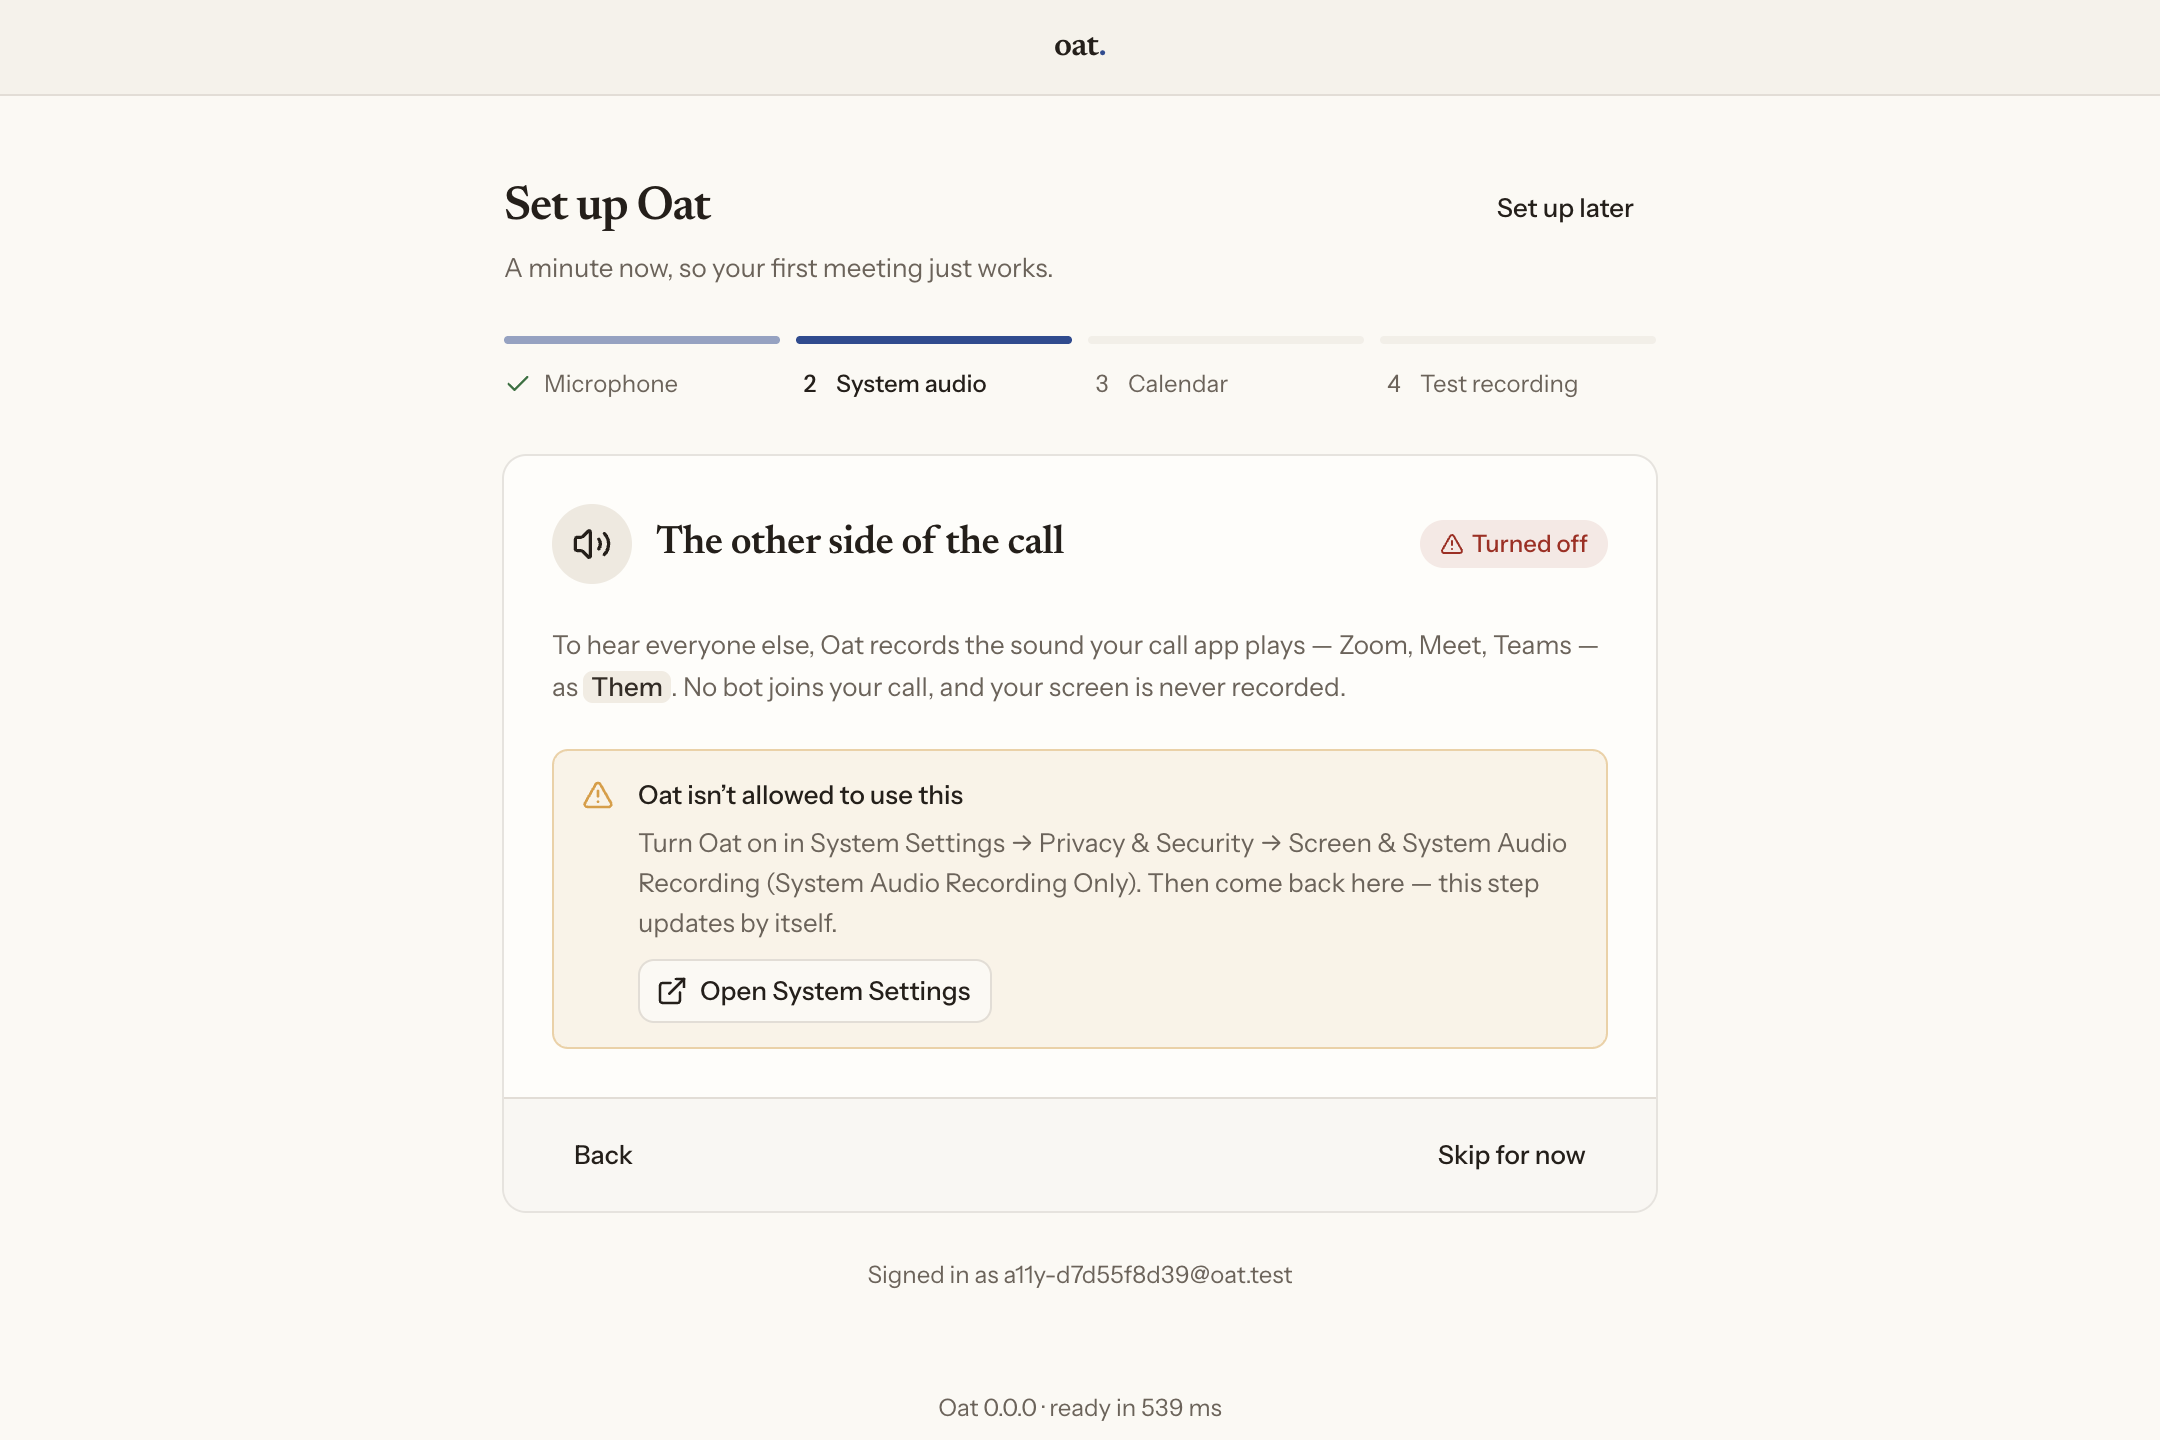 oat.
Set up Oat
Set up later
A minute now, so your first meeting just works.
Microphone
2 System audio
3 Calendar
4 Test recording
The other side of the call
Turned off
To hear everyone else, Oat records the sound your call app plays — Zoom, Meet, Teams —
as Them. No bot joins your call, and your screen is never recorded.
Oat isn’t allowed to use this
Turn Oat on in System Settings → Privacy & Security → Screen & System Audio
Recording (System Audio Recording Only). Then come back here — this step
updates by itself.
Open System Settings
Back
Skip for now
Signed in as a11y-d7d55f8d39@oat.test
Oat 0.0.0 · ready in 539 ms